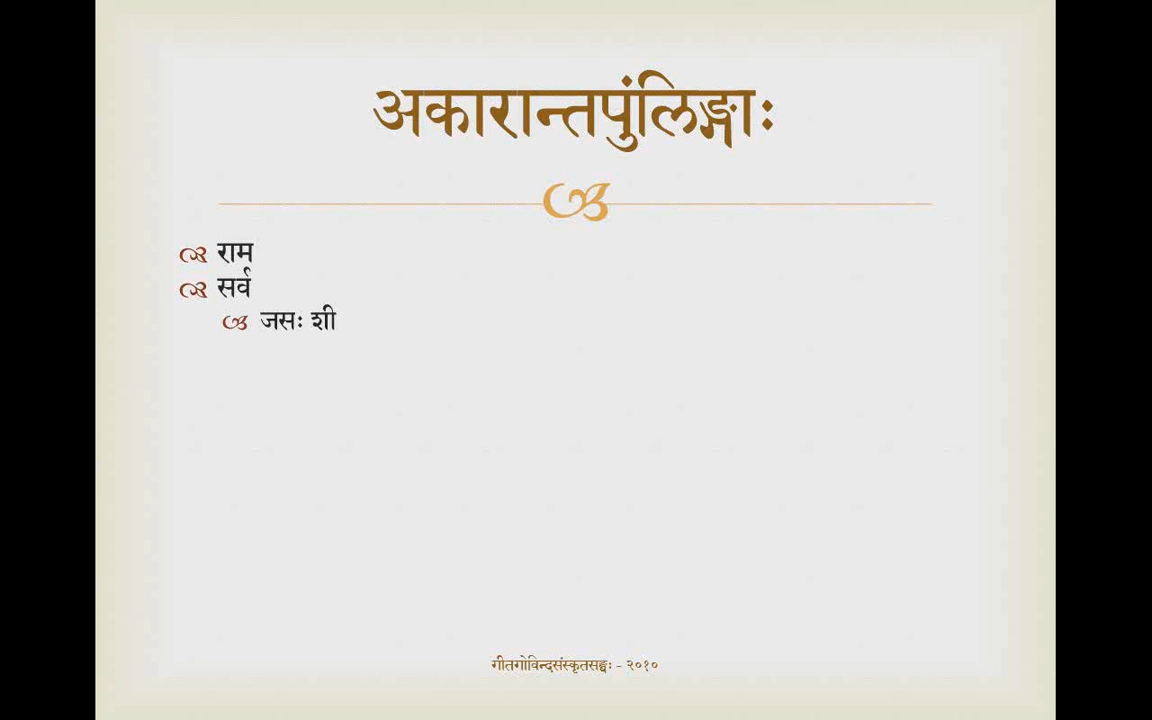 अकारान्तपुंलिङ्गाः
राम
सर्व
जसः शी
गीतगोविन्दसंस्कृतसङ्घः - २०१०